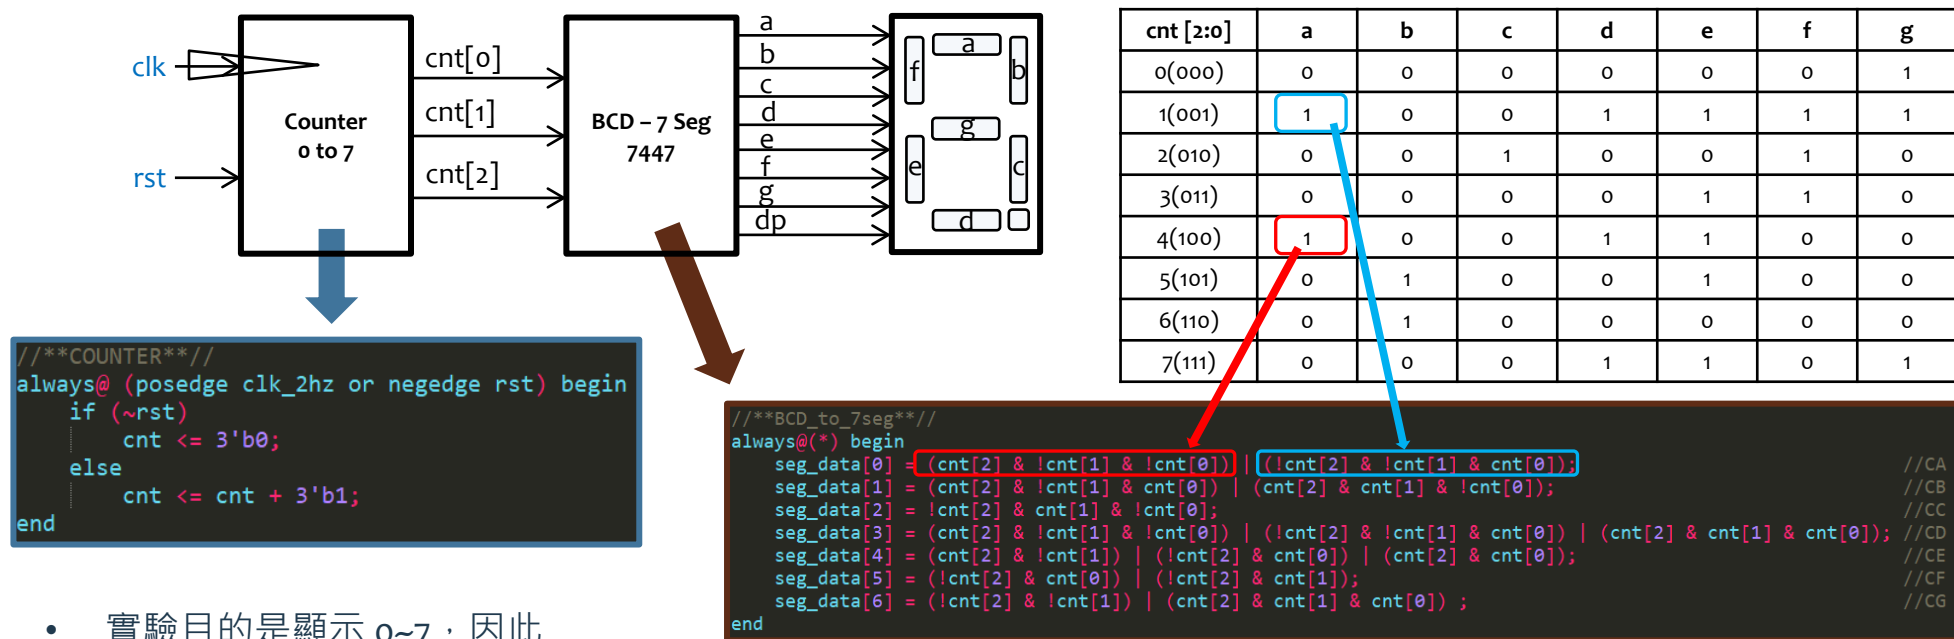 clk
rst
Counter
0 to 7
cnt[0]
cnt[1]
cnt[2]
BCD – 7 Seg
7447
a
b
c
d
e
f
g
dp
a
f
b
g
e
c
d
cnt [2:0] a b c d e f g
0(000) 0 0 0 0 0 0 1
1(001) 1 0 0 1 1 1 1
2(010) 0 0 1 0 0 1 0
3(011) 0 0 0 0 1 1 0
4(100) 1 0 0 1 1 0 0
5(101) 0 1 0 0 1 0 0
6(110) 0 1 0 0 0 0 0
7(111) 0 0 0 1 1 0 1
//**COUNTER**//
always@ (posedge clk_2hz or negedge rst) begin
if (~rst)
cnt <= 3'b0;
else
cnt <= cnt + 3'b1;
end
//**BCD_to_7seg**//
always@(*) begin
seg_data[0] = (cnt[2] & !cnt[1] & !cnt[0]) | (!cnt[2] & !cnt[1] & cnt[0]); //CA
seg_data[1] = (cnt[2] & !cnt[1] & cnt[0]) | (cnt[2] & cnt[1] & !cnt[0]); //CB
seg_data[2] = !cnt[2] & cnt[1] & !cnt[0]; //CC
seg_data[3] = (cnt[2] & !cnt[1] & !cnt[0]) | (!cnt[2] & !cnt[1] & cnt[0]) | (cnt[2] & cnt[1] & cnt[0]); //CD
seg_data[4] = (cnt[2] & !cnt[1]) | (!cnt[2] & cnt[0]) | (cnt[2] & cnt[0]); //CE
seg_data[5] = (!cnt[2] & cnt[0]) | (!cnt[2] & cnt[1]); //CF
seg_data[6] = (!cnt[2] & !cnt[1]) | (cnt[2] & cnt[1] & cnt[0]) ; //CG
end
• 實驗目的是顯示 0~7，因此